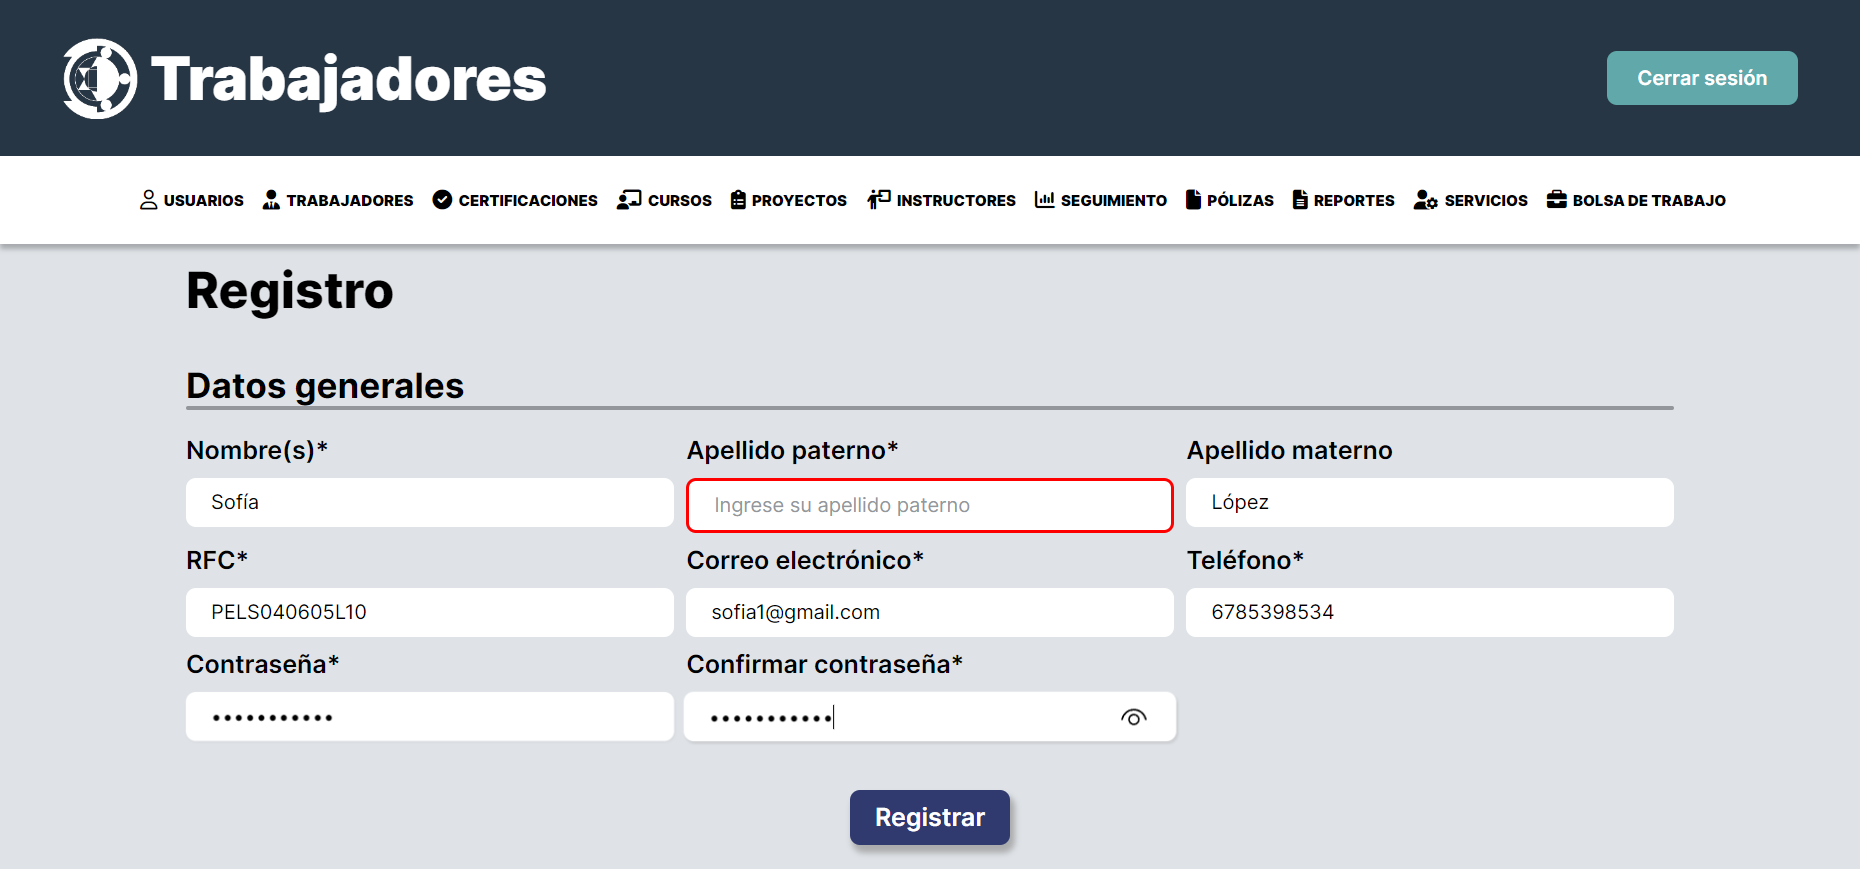 Trabajadores
Cerrar sesión
USUARIOS TRABAJADORES CERTIFICACIONES CURSOS PROYECTOS INSTRUCTORES SEGUIMIENTO PÓLIZAS REPORTES SERVICIOS BOLSA DE TRABAJO
Registro
Datos generales
Nombre(s)* Apellido paterno* Apellido materno
Sofía Ingrese su apellido paterno López
RFC* Correo electrónico* Teléfono*
PELS040605L10 sofia1@gmail.com 6785398534
Contraseña* Confirmar contraseña*
••••••••••• •••••••••••
Registrar